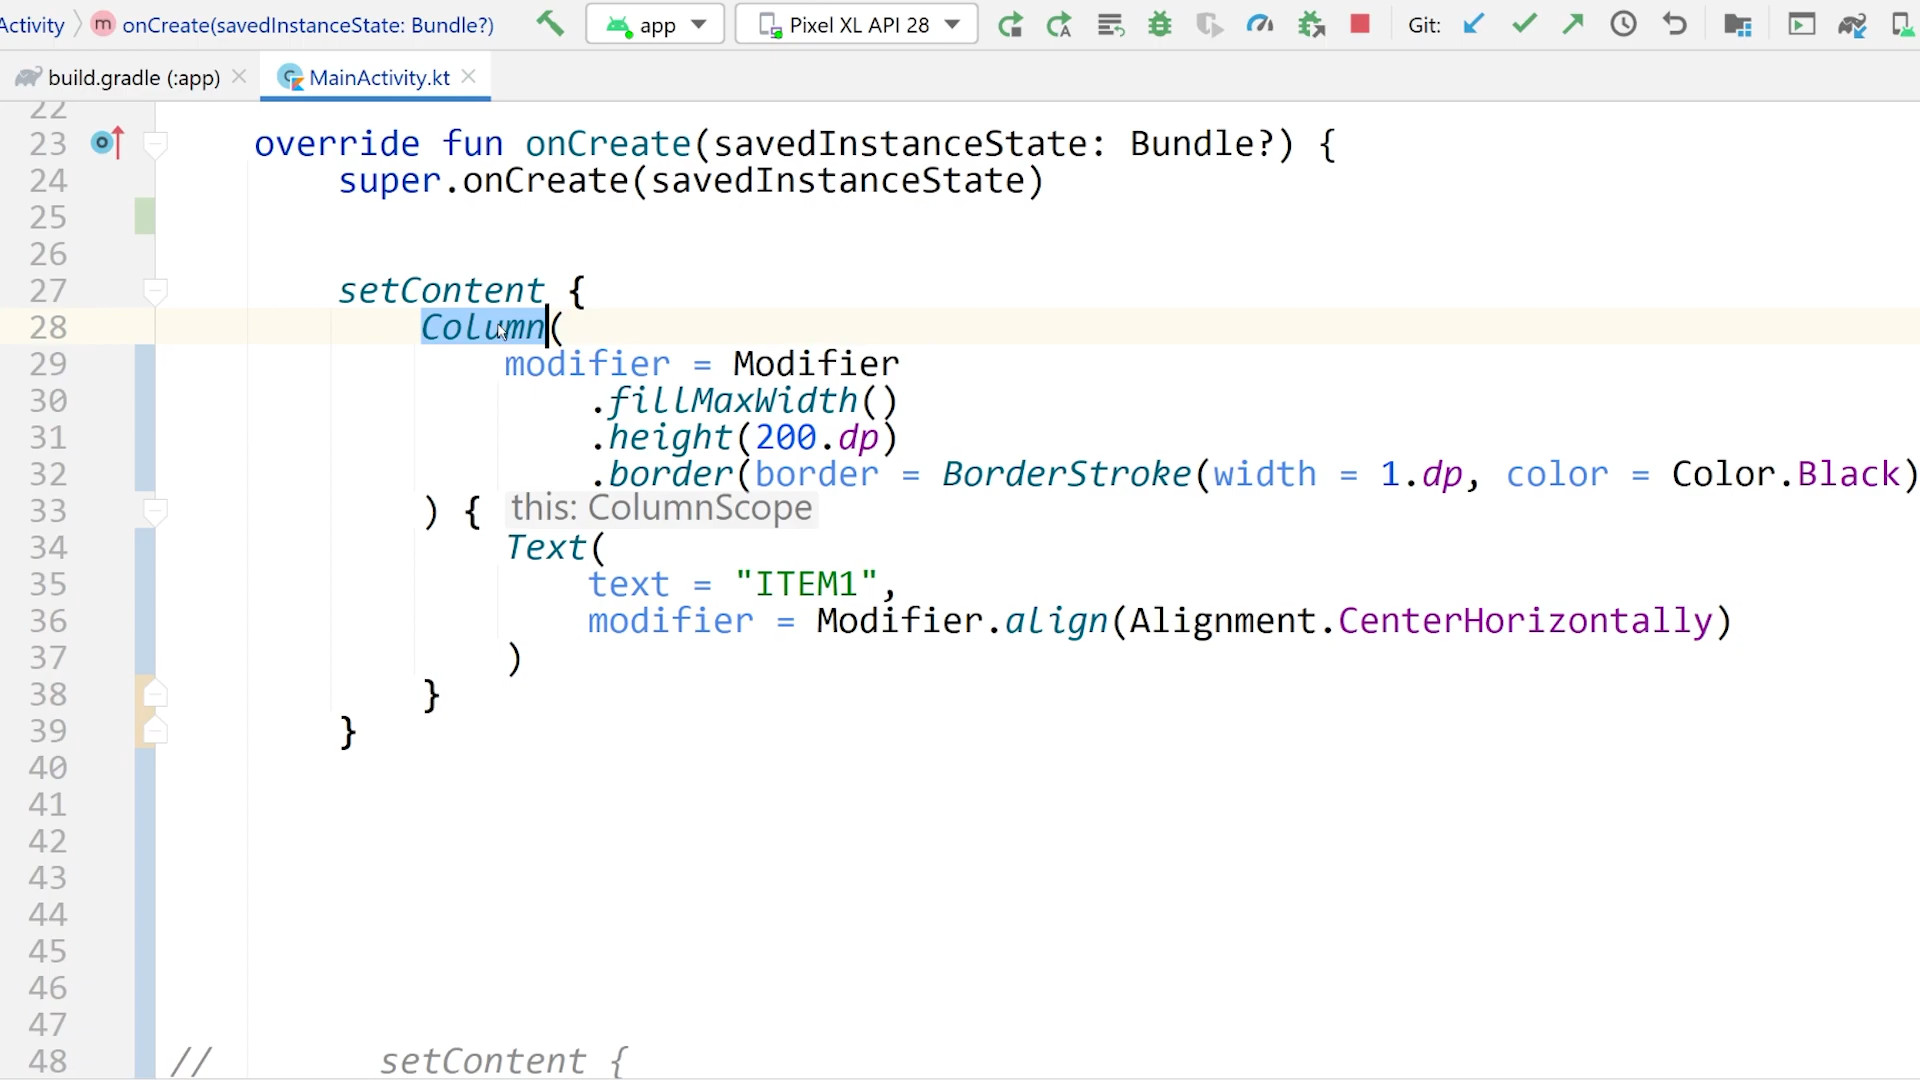 Activity onCreate(savedInstanceState: Bundle?) app Pixel XL API 28 Git:
build.gradle (:app) MainActivity.kt
22
23 override fun onCreate(savedInstanceState: Bundle?) {
24 super.onCreate(savedInstanceState)
25
26
27 setContent {
28 Column(
29 modifier = Modifier
30 .fillMaxWidth()
31 .height(200.dp)
32 .border(border = BorderStroke(width = 1.dp, color = Color.Black)
33 ) { this: ColumnScope
34 Text(
35 text = "ITEM1",
36 modifier = Modifier.align(Alignment.CenterHorizontally)
37 )
38 }
39 }
40
41
42
43
44
45
46
47
48 // setContent {